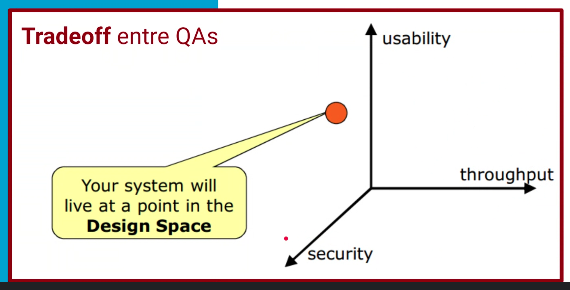 Tradeoff entre QAs
usability
throughput
Your system will
live at a point in the
Design Space
security